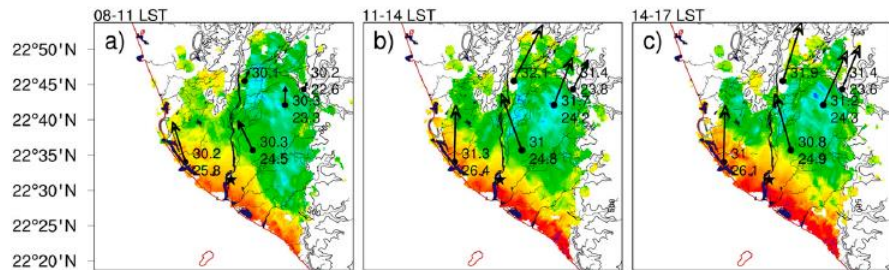 08-11 LST
11-14 LST
14-17 LST
22°50'N
22°45'N
22°40'N
22°35'N
22°30'N
22°25'N
22°20'N
a)
30.1
30.2
22.6
30.3
23.3
30.3
24.5
30.2
25.8
b)
32.1
31.4
23.8
24.2
31
24.8
31.3
26.4
c)
31.9
31.4
23.6
31.2
24.3
30.8
24.9
31
26.1